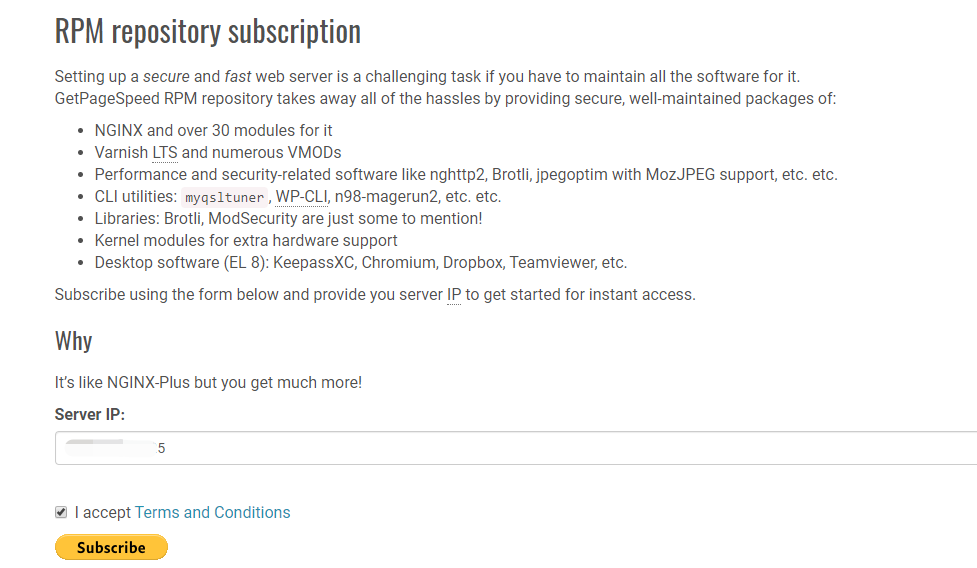 RPM repository subscription
Setting up a secure and fast web server is a challenging task if you have to maintain all the software for it.
GetPageSpeed RPM repository takes away all of the hassles by providing secure, well-maintained packages of:
• NGINX and over 30 modules for it
• Varnish LTS and numerous VMODs
• Performance and security-related software like nghttp2, Brotli, jpegoptim with MozJPEG support, etc. etc.
• CLI utilities: myqsltuner, WP-CLI, n98-magerun2, etc. etc.
• Libraries: Brotli, ModSecurity are just some to mention!
• Kernel modules for extra hardware support
• Desktop software (EL 8): KeepassXC, Chromium, Dropbox, Teamviewer, etc.
Subscribe using the form below and provide you server IP to get started for instant access.
Why
It's like NGINX-Plus but you get much more!
Server IP:
5
I accept Terms and Conditions
Subscribe